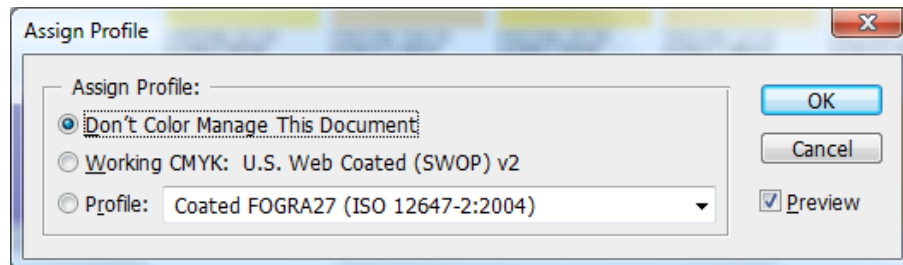 Assign Profile
Assign Profile:
Don't Color Manage This Document
Working CMYK: U.S. Web Coated (SWOP) v2
Profile: Coated FOGRA27 (ISO 12647-2:2004)
OK
Cancel
Preview